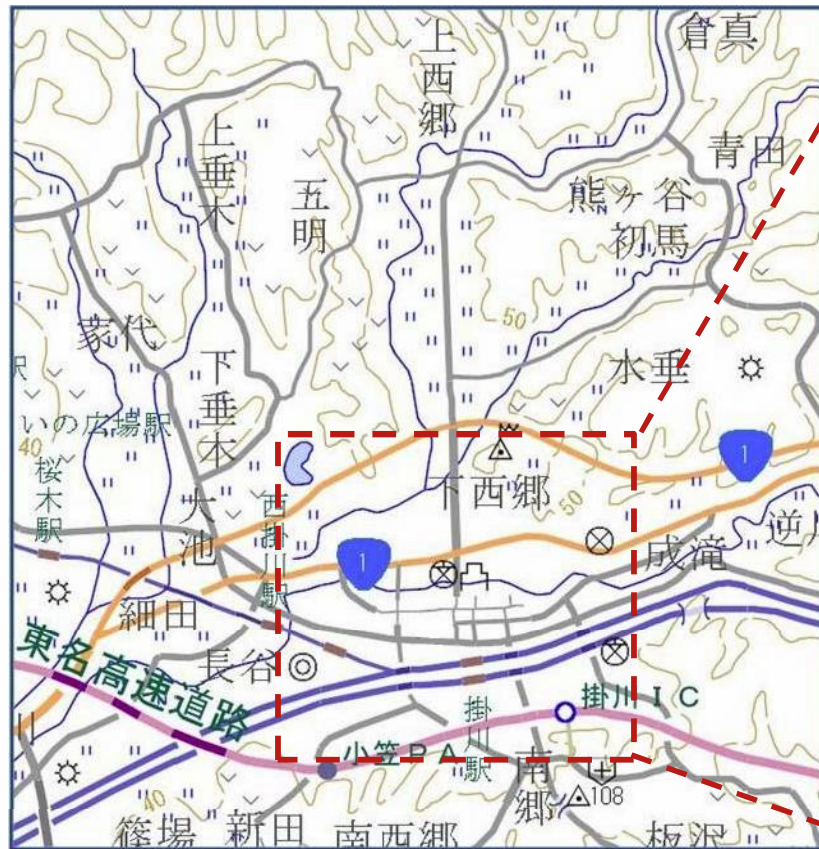 倉真
上西郷
青田
上垂木
五明
熊ヶ谷
初馬
50
家代
下垂木
水垂
いの広場駅
40
桜木駅
1
下西郷
50
大池
西掛川駅
逆川
1
成滝
細田
長谷
東名高速道路
掛川IC
掛川駅
小笠PA
川
南郷
108
40
篠場
新田
南西郷
板沢